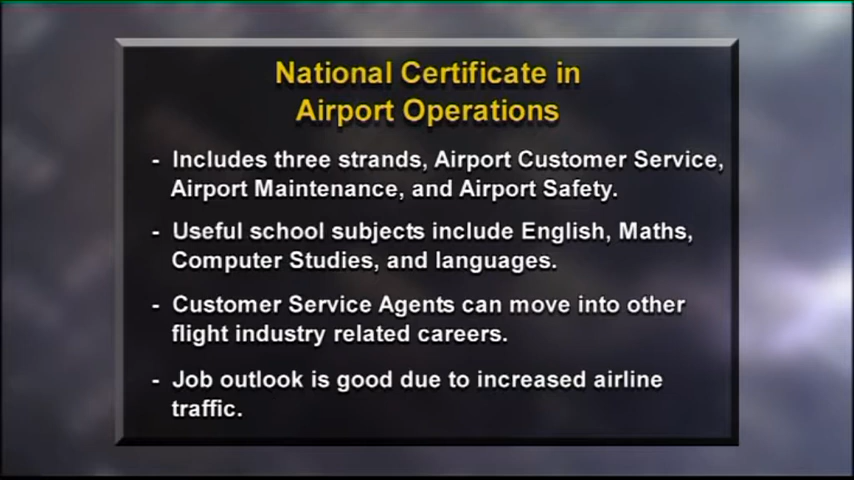 National Certificate in
Airport Operations
- Includes three strands, Airport Customer Service,
Airport Maintenance, and Airport Safety.
- Useful school subjects include English, Maths,
Computer Studies, and languages.
- Customer Service Agents can move into other
flight industry related careers.
- Job outlook is good due to increased airline
traffic.